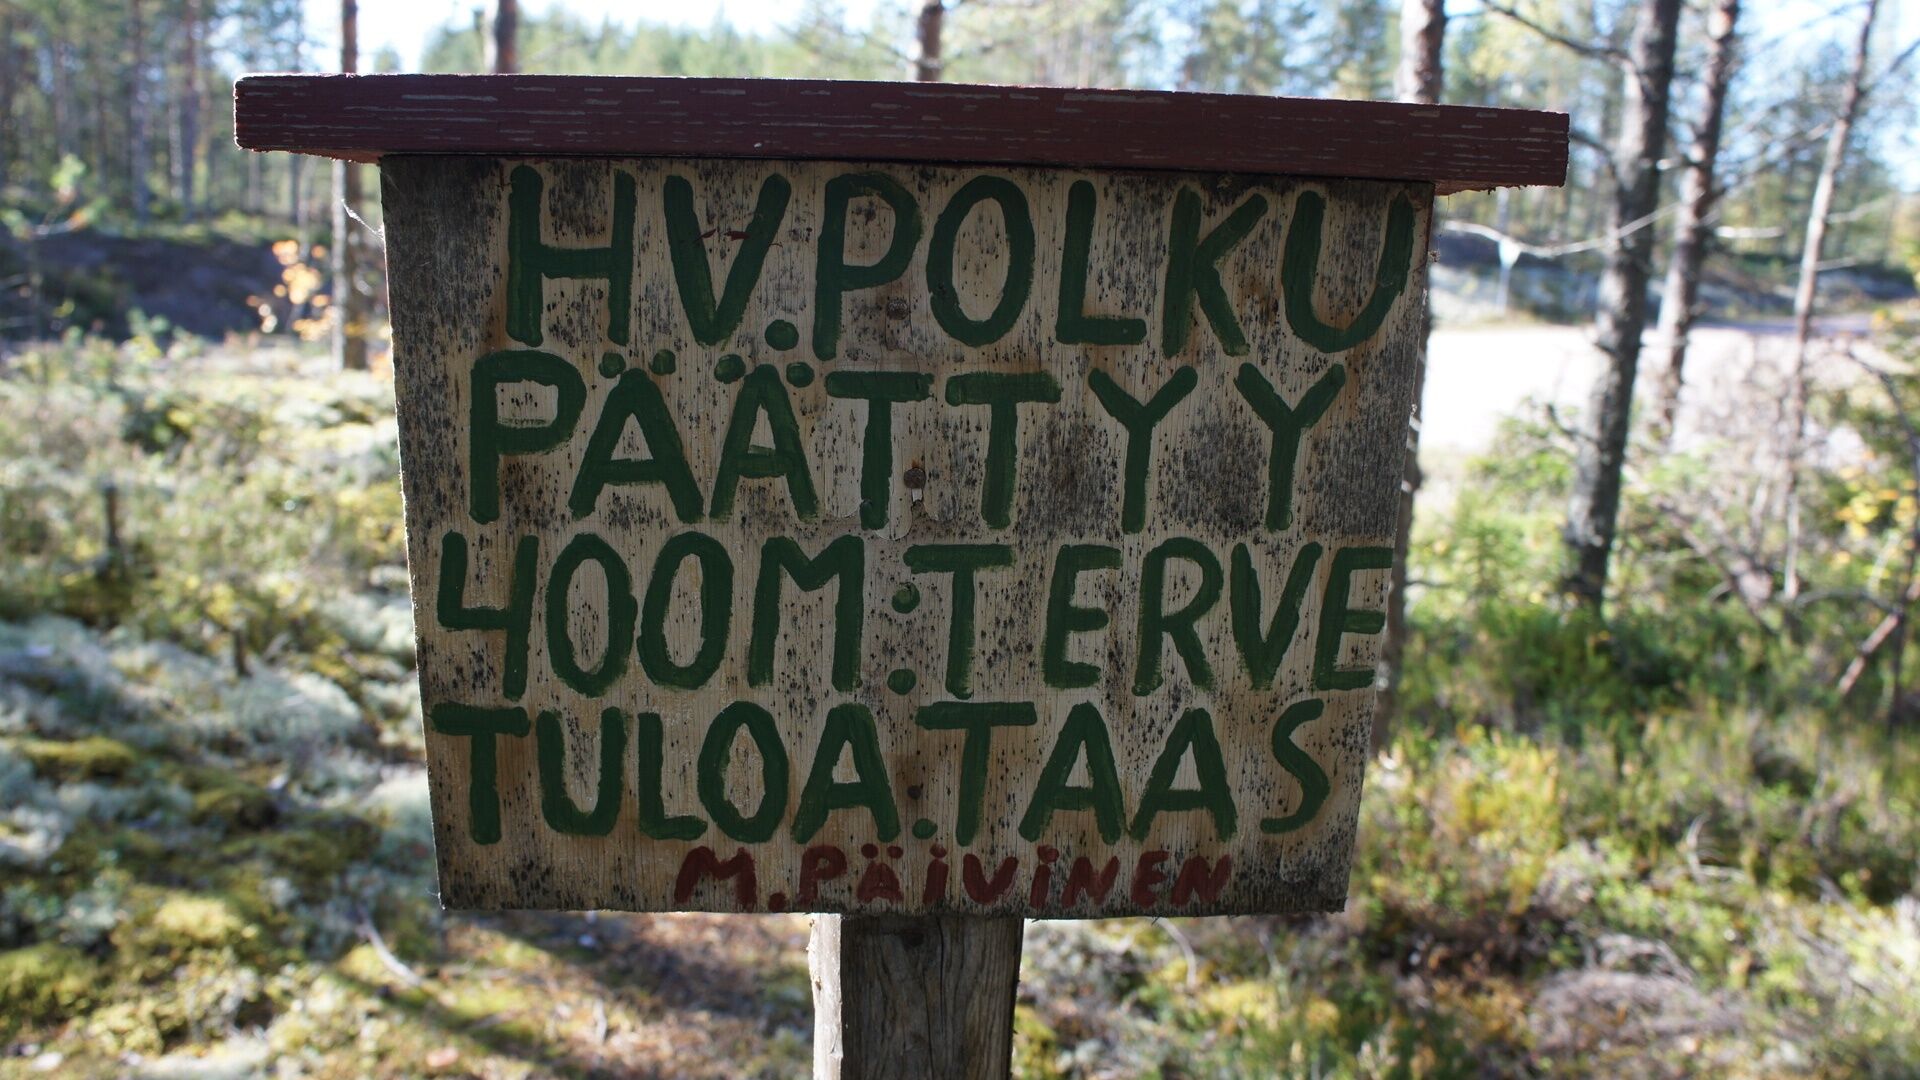 HV.POLKU
PÄÄTTYY
400M:TERVE
TULOA.TAAS
M.PÄIVINEN